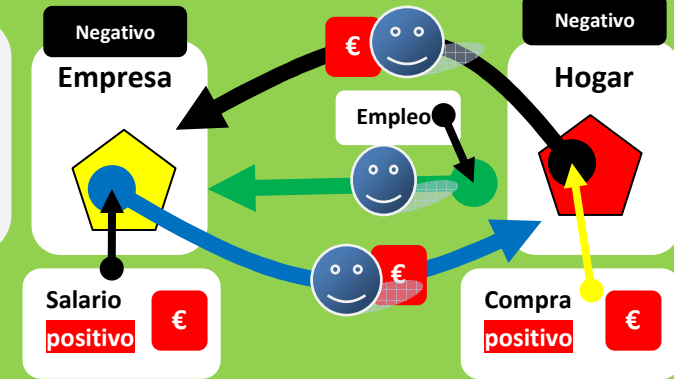 Negativo
Empresa
€
Negativo
Hogar
Empleo
€
Salario
positivo
€
Compra
positivo
€